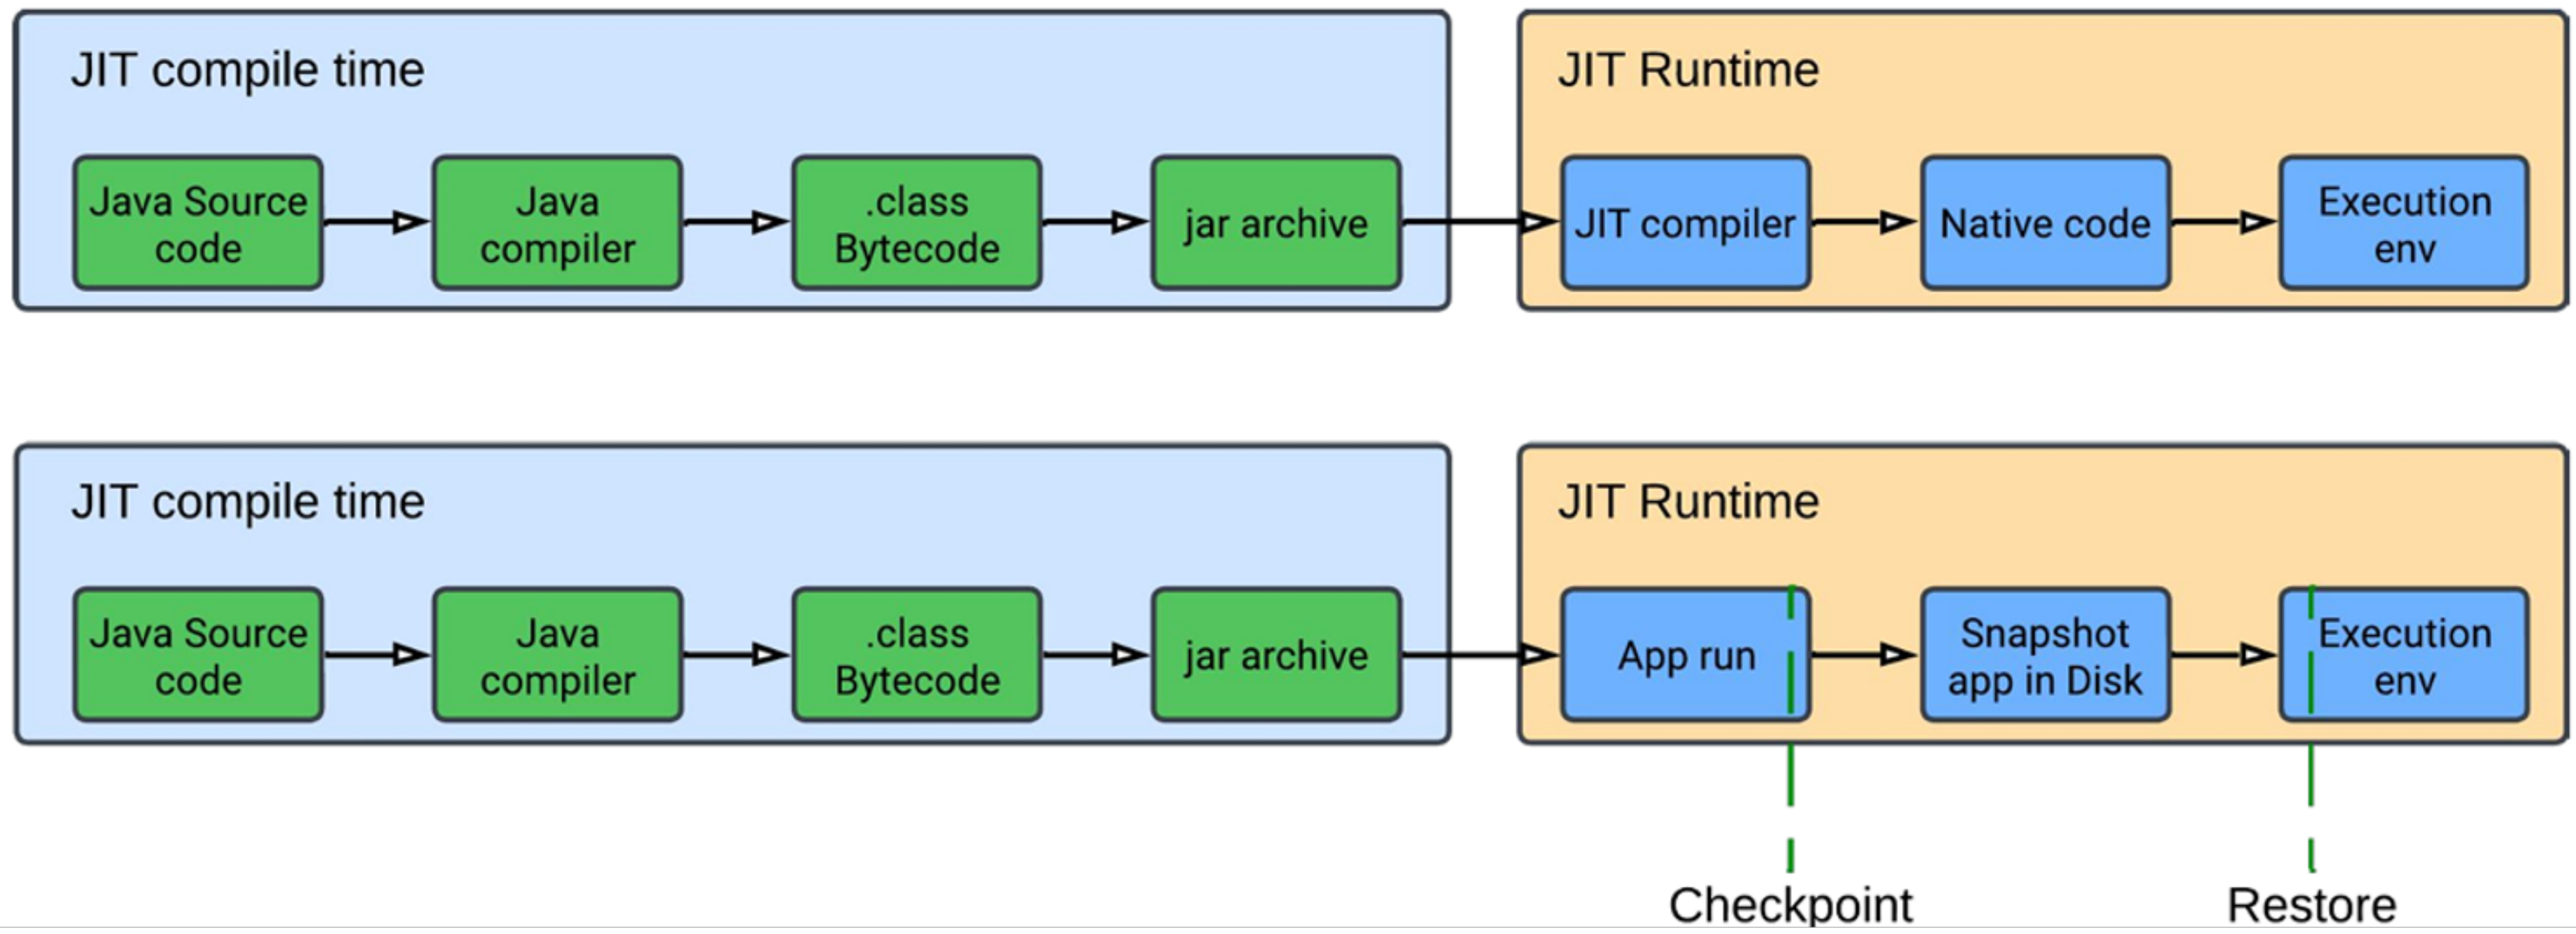 JIT compile time
JIT Runtime
Java Source
code
Java
compiler
.class
Bytecode
jar archive
JIT compiler
Native code
Execution
env
JIT compile time
JIT Runtime
Java Source
code
Java
compiler
.class
Bytecode
jar archive
App run
Snapshot
app in Disk
Execution
env
Checkpoint
Restore